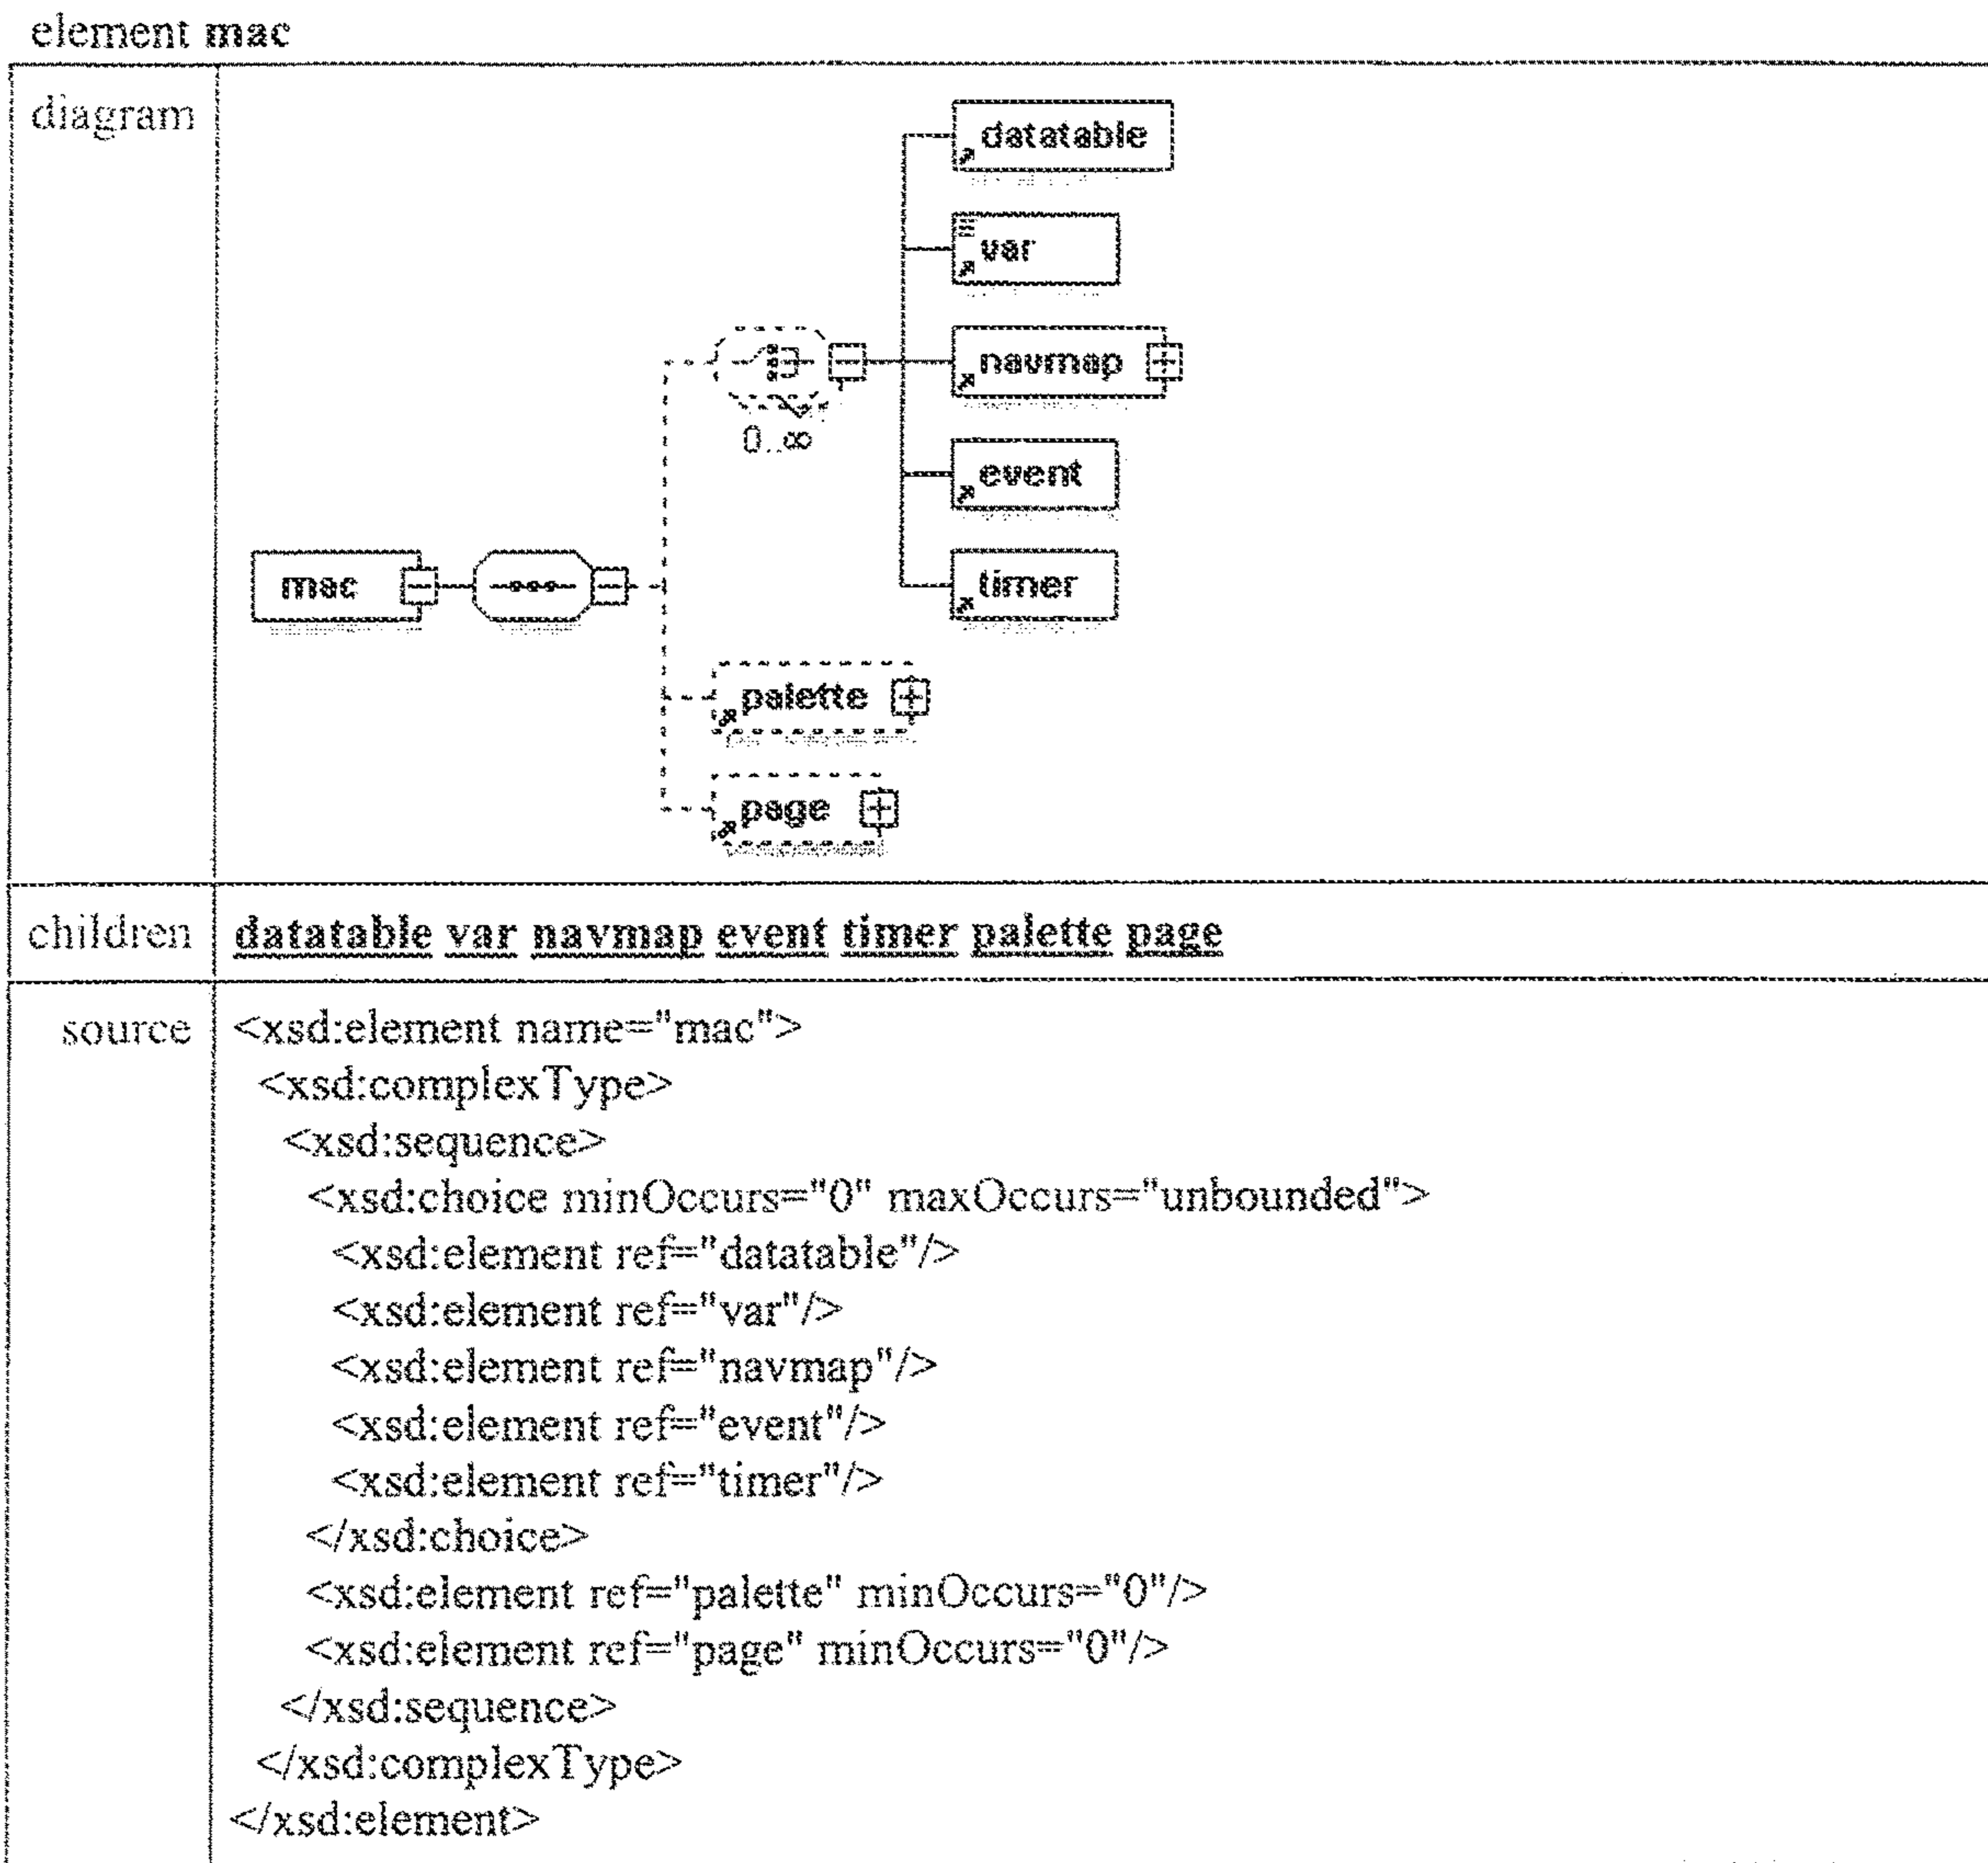 element mac
diagram
datatable
var
navmap
0..∞
event
mac
timer
palette
page
children
datatable var navmap event timer palette page
source
<xsd:element name="mac">
<xsd:complexType>
<xsd:sequence>
<xsd:choice minOccurs="0" maxOccurs="unbounded">
<xsd:element ref="datatable"/>
<xsd:element ref="var"/>
<xsd:element ref="navmap"/>
<xsd:element ref="event"/>
<xsd:element ref="timer"/>
</xsd:choice>
<xsd:element ref="palette" minOccurs="0"/>
<xsd:element ref="page" minOccurs="0"/>
</xsd:sequence>
</xsd:complexType>
</xsd:element>